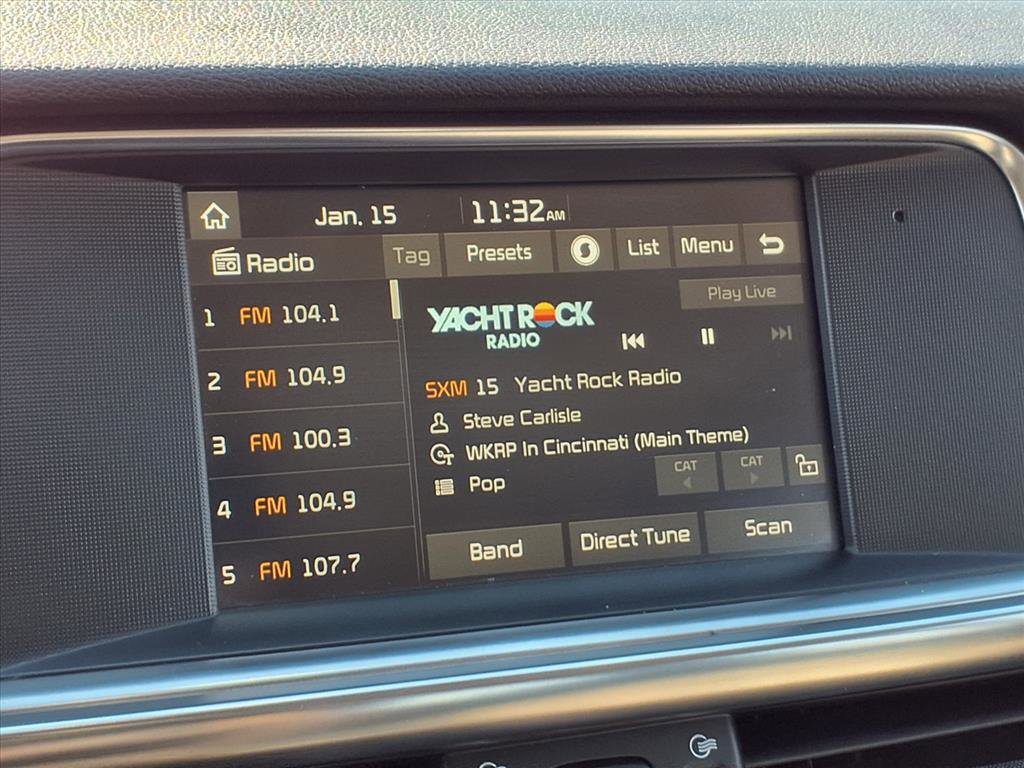 Jan. 15 11:32 AM
Radio Tag Presets List Menu
Play Live
1 FM 104.1
2 FM 104.9
3 FM 100.3
4 FM 104.9
5 FM 107.7
YACHT ROCK
RADIO
SXM 15 Yacht Rock Radio
Steve Carlisle
WKRP In Cincinnati (Main Theme)
Pop
CAT CAT
Band Direct Tune Scan